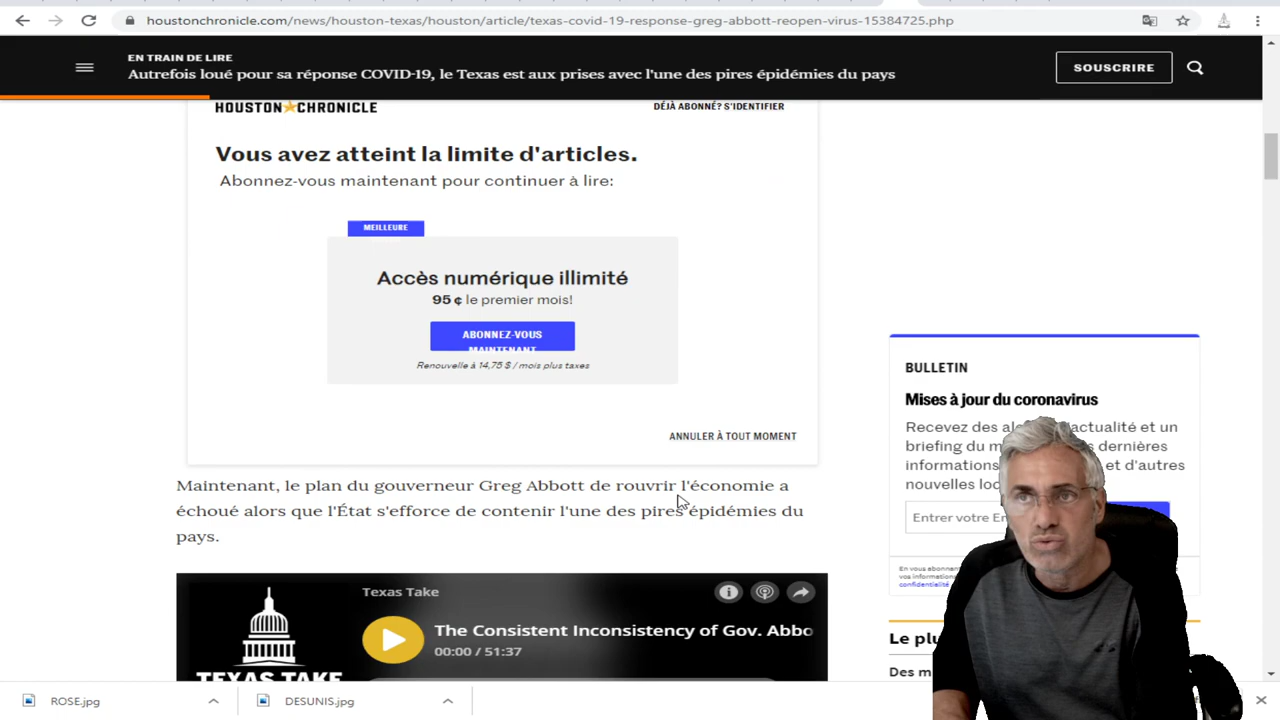 houstonchronicle.com/news/houston-texas/houston/article/texas-covid-19-response-greg-abbott-reopen-virus-15384725.php
EN TRAIN DE LIRE
Autrefois loué pour sa réponse COVID-19, le Texas est aux prises avec l'une des pires épidémies du pays
SOUSCRIRE
HOUSTON CHRONICLE
DÉJÀ ABONNÉ? S'IDENTIFIER
Vous avez atteint la limite d'articles.
Abonnez-vous maintenant pour continuer à lire:
MEILLEURE
Accès numérique illimité
95 ¢ le premier mois!
ABONNEZ-VOUS
MAINTENANT
Renouvelle à 14,75 $ / mois plus taxes
ANNULER À TOUT MOMENT
Maintenant, le plan du gouverneur Greg Abbott de rouvrir l'économie a
échoué alors que l'État s'efforce de contenir l'une des pires épidémies du
pays.
Texas Take
The Consistent Inconsistency of Gov. Abbo
00:00 / 51:37
TEXAS TAKE
BULLETIN
Mises à jour du coronavirus
Recevez des actualité et un
briefing du dernières
informations et d'autres
nouvelles
Entrer votre
En vous
vos
confidentialité
Le
Des
ROSE.jpg
DESUNIS.jpg